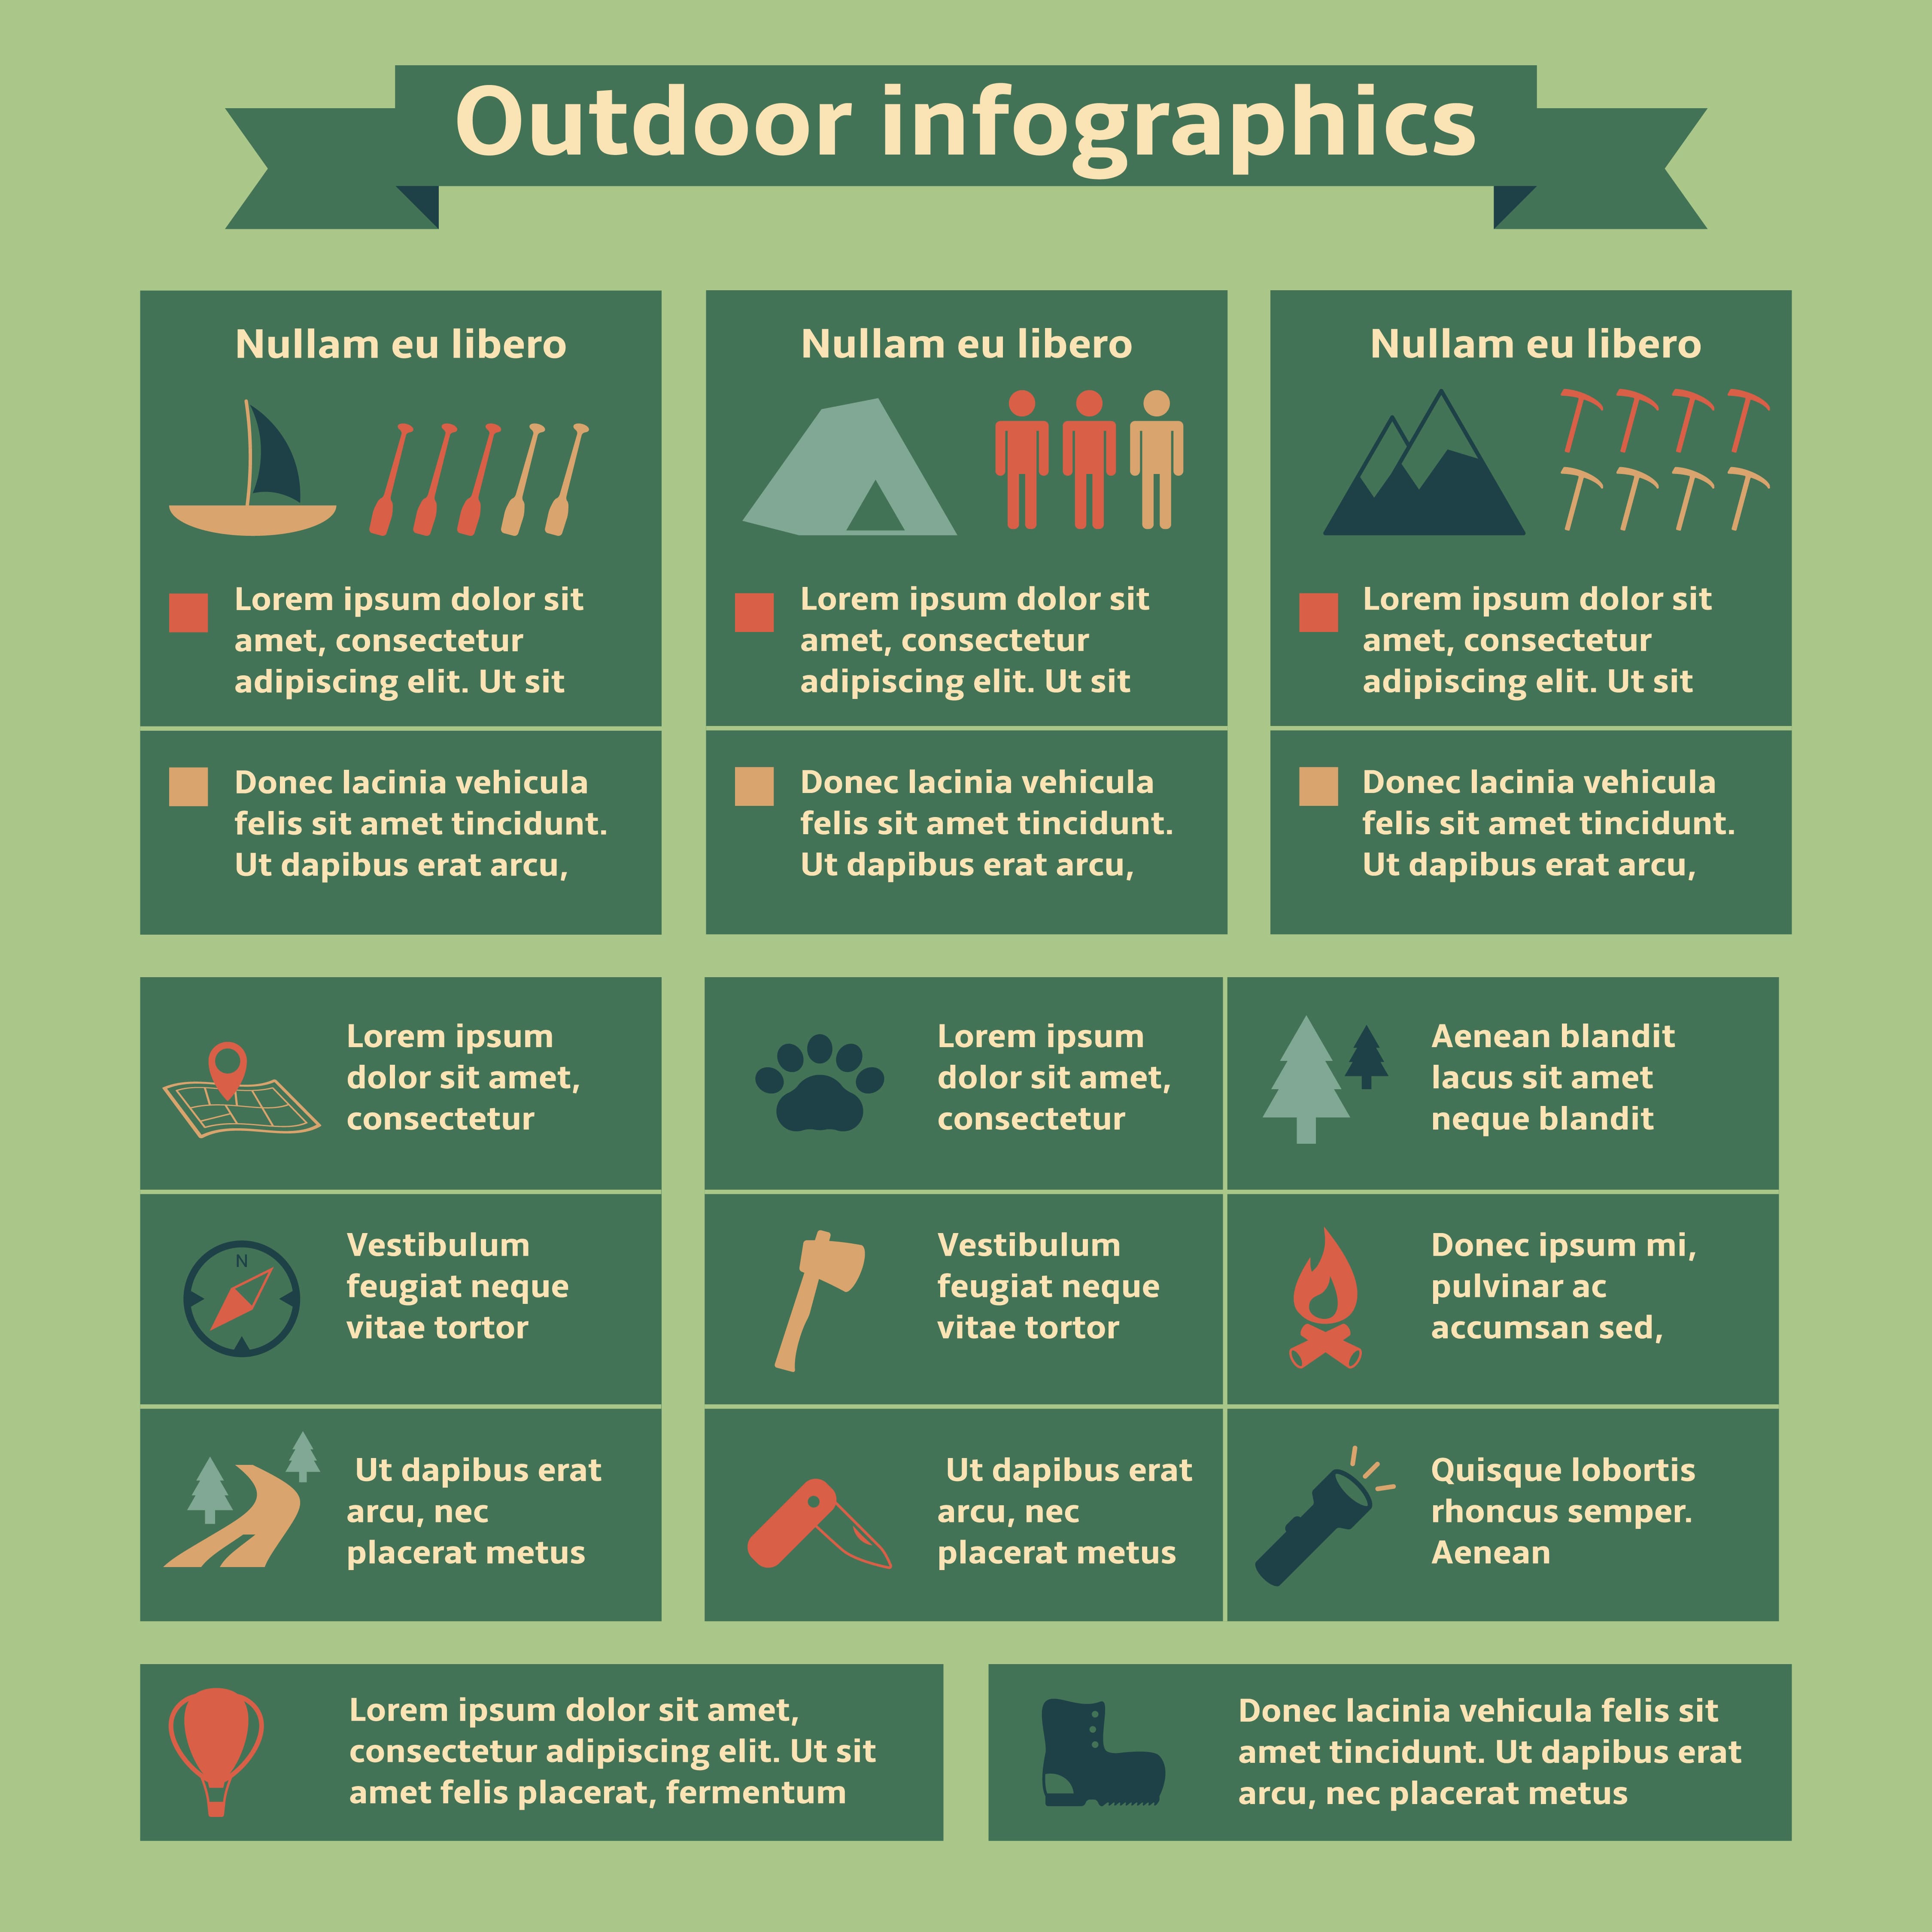 Outdoor infographics
Nullam eu libero
Lorem ipsum dolor sit
amet, consectetur
adipiscing elit. Ut sit
Donec lacinia vehicula
felis sit amet tincidunt.
Ut dapibus erat arcu,
Nullam eu libero
Lorem ipsum dolor sit
amet, consectetur
adipiscing elit. Ut sit
Donec lacinia vehicula
felis sit amet tincidunt.
Ut dapibus erat arcu,
Nullam eu libero
Lorem ipsum dolor sit
amet, consectetur
adipiscing elit. Ut sit
Donec lacinia vehicula
felis sit amet tincidunt.
Ut dapibus erat arcu,
Lorem ipsum
dolor sit amet,
consectetur
N
Vestibulum
feugiat neque
vitae tortor
Ut dapibus erat
arcu, nec
placerat metus
Lorem ipsum
dolor sit amet,
consectetur
Vestibulum
feugiat neque
vitae tortor
Ut dapibus erat
arcu, nec
placerat metus
Aenean blandit
lacus sit amet
neque blandit
Donec ipsum mi,
pulvinar ac
accumsan sed,
Quisque lobortis
rhoncus semper.
Aenean
Lorem ipsum dolor sit amet,
consectetur adipiscing elit. Ut sit
amet felis placerat, fermentum
Donec lacinia vehicula felis sit
amet tincidunt. Ut dapibus erat
arcu, nec placerat metus